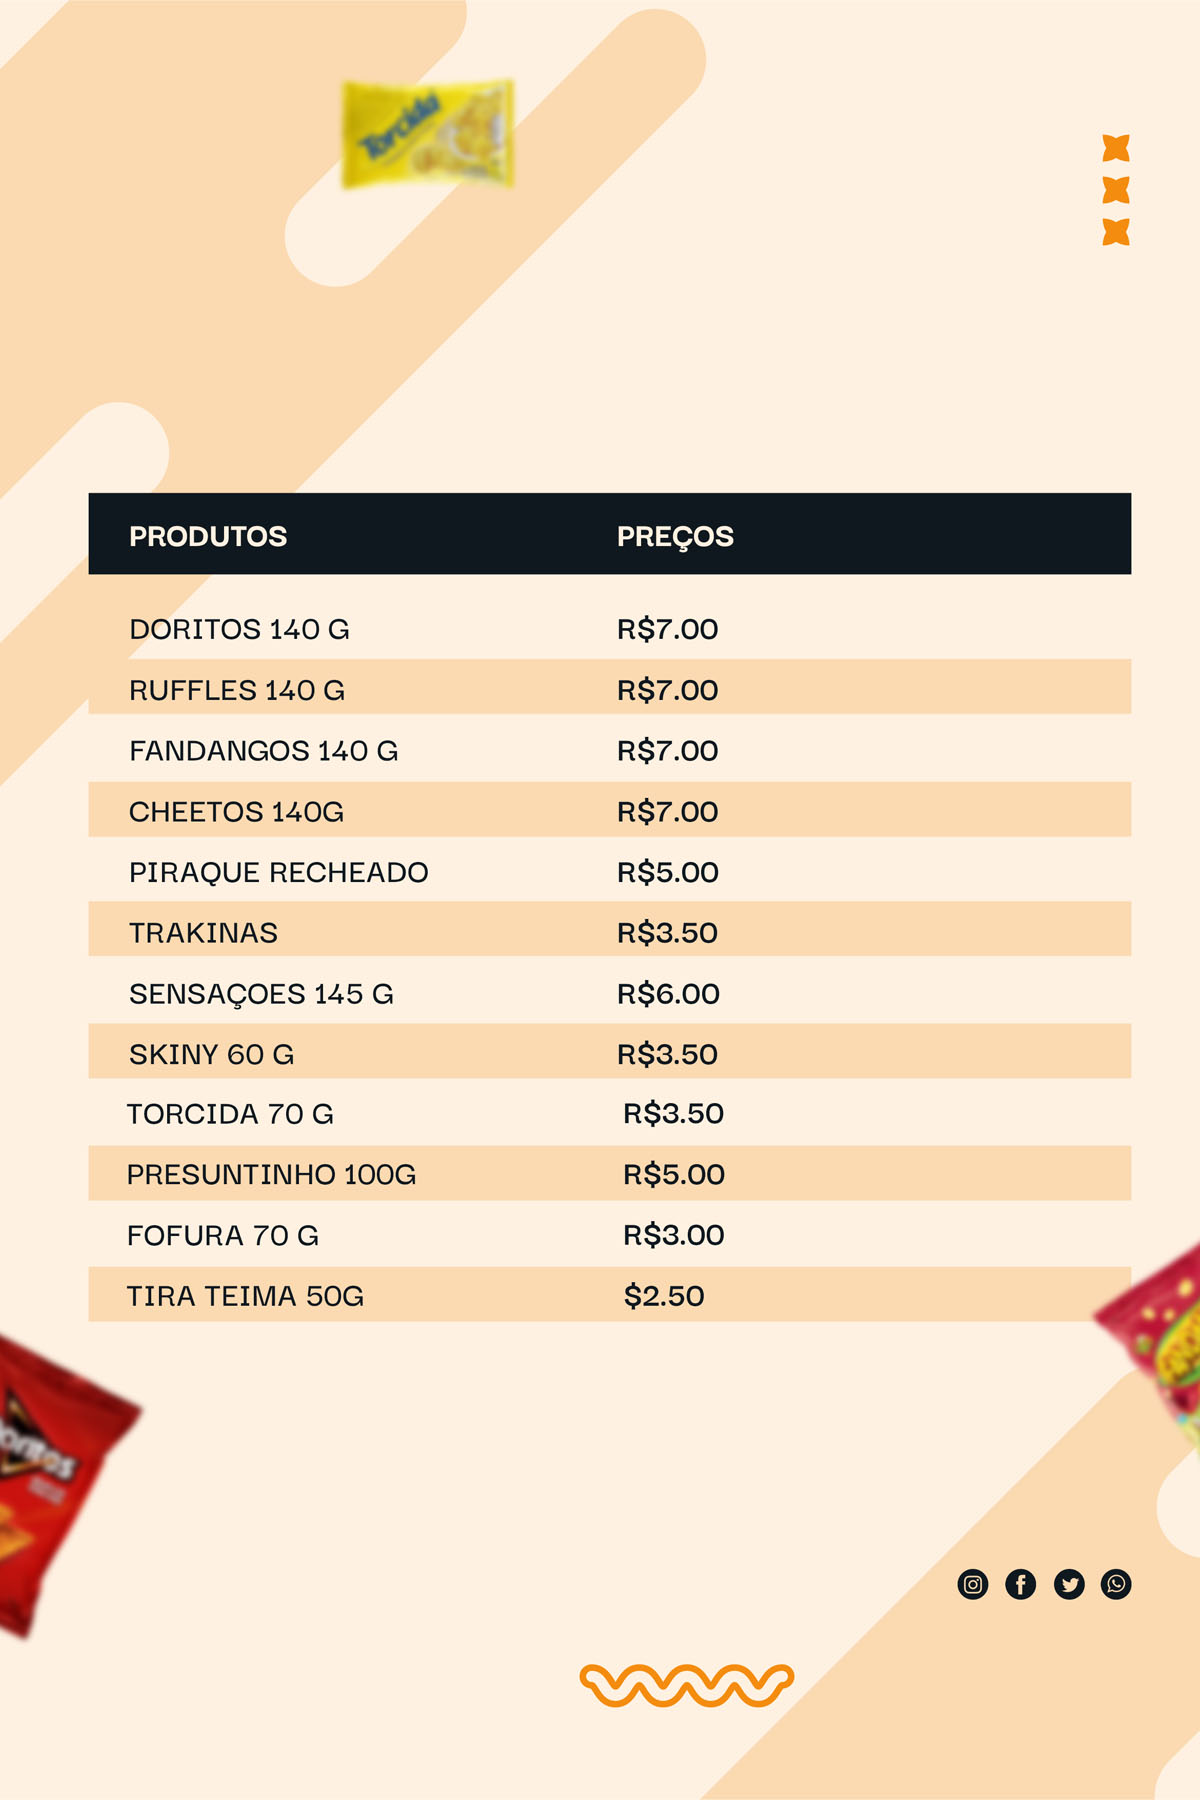 Torcida
PRODUTOS PREÇOS
DORITOS 140 G R$7.00
RUFFLES 140 G R$7.00
FANDANGOS 140 G R$7.00
CHEETOS 140G R$7.00
PIRAQUE RECHEADO R$5.00
TRAKINAS R$3.50
SENSAÇOES 145 G R$6.00
SKINY 60 G R$3.50
TORCIDA 70 G R$3.50
PRESUNTINHO 100G R$5.00
FOFURA 70 G R$3.00
TIRA TEIMA 50G $2.50
oritos